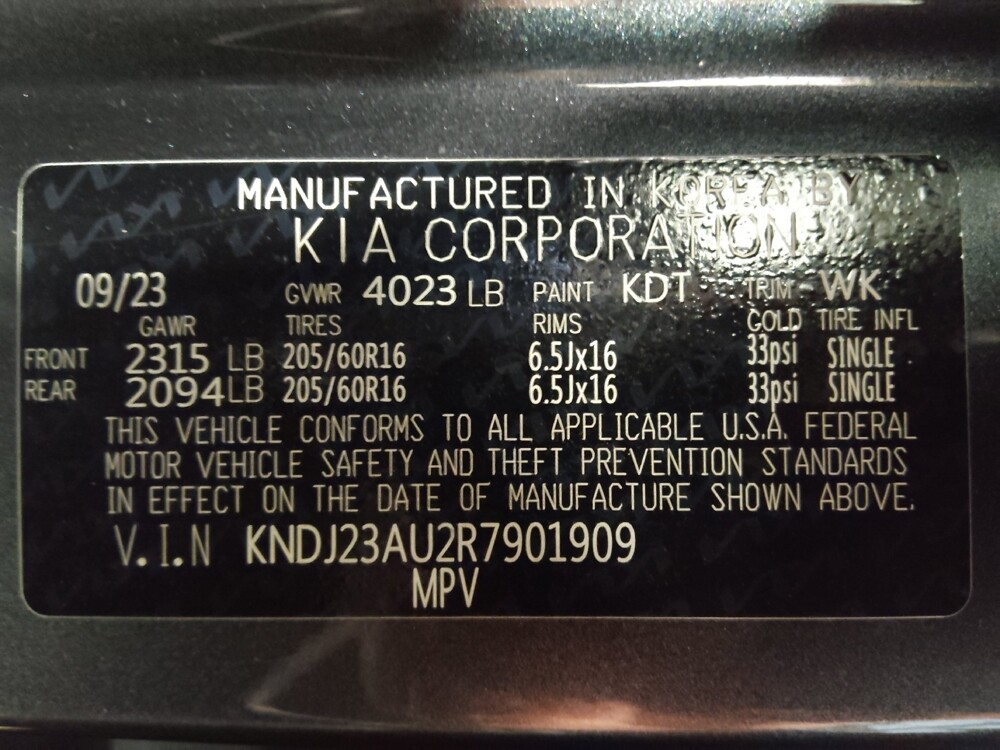 MANUFACTURED IN KOREA BY
KIA CORPORATION
09/23 GVWR 4023 LB PAINT KDT TRIM WK
GAWR TIRES RIMS COLD TIRE INFL
FRONT 2315 LB 205/60R16 6.5Jx16 33psi SINGLE
REAR 2094 LB 205/60R16 6.5Jx16 33psi SINGLE
THIS VEHICLE CONFORMS TO ALL APPLICABLE U.S.A. FEDERAL
MOTOR VEHICLE SAFETY AND THEFT PREVENTION STANDARDS
IN EFFECT ON THE DATE OF MANUFACTURE SHOWN ABOVE.
V.I.N KNDJ23AU2R7901909
MPV